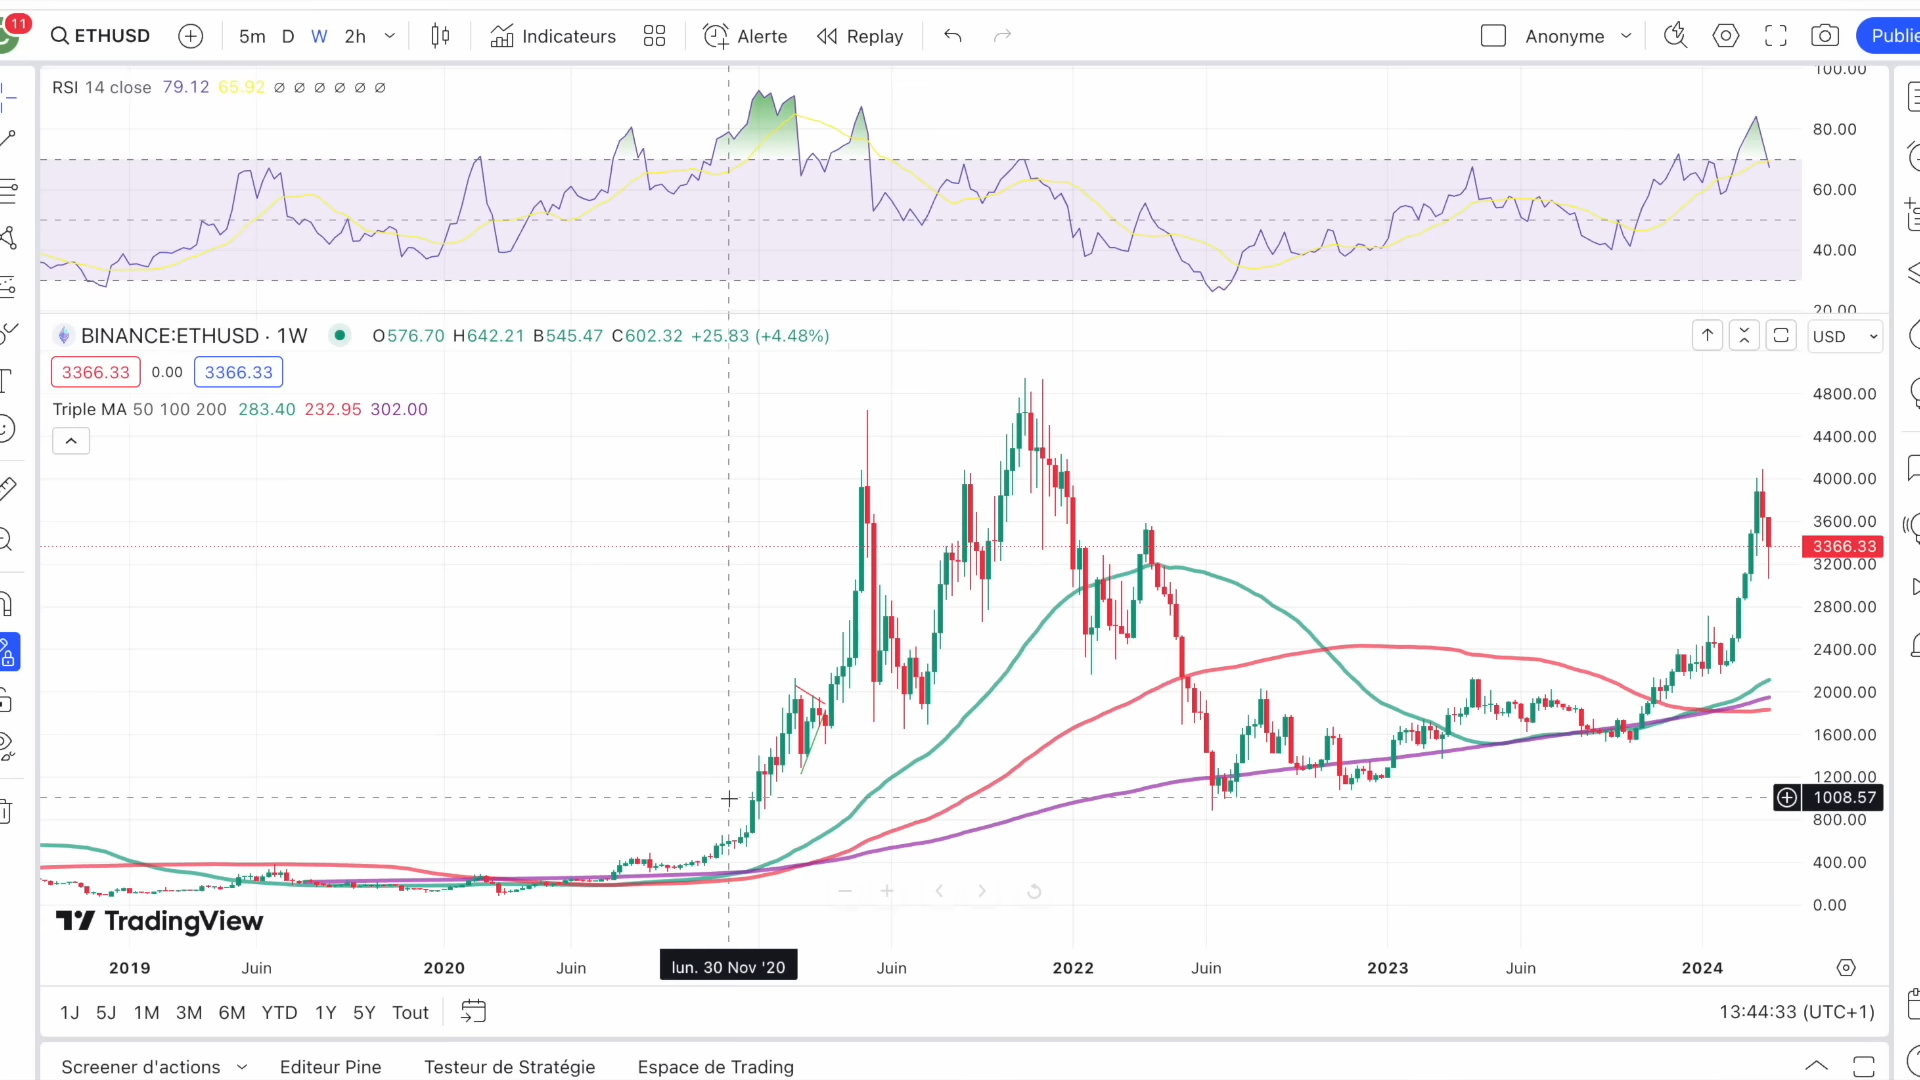 11
ETHUSD
5m D W 2h
Indicateurs
Alerte
Replay
Anonyme
RSI 14 close 79.12 65.92 ∅ ∅ ∅ ∅ ∅ ∅
100.00
80.00
60.00
40.00
20.00
BINANCE:ETHUSD · 1W
O576.70 H642.21 B545.47 C602.32 +25.83 (+4.48%)
USD
3366.33 0.00 3366.33
Triple MA 50 100 200 283.40 232.95 302.00
4800.00
4400.00
4000.00
3600.00
3366.33
3200.00
2800.00
2400.00
2000.00
1600.00
1200.00
1008.57
800.00
400.00
0.00
TradingView
2019 Juin 2020 Juin lun. 30 Nov '20 Juin 2022 Juin 2023 Juin 2024
1J 5J 1M 3M 6M YTD 1Y 5Y Tout
13:44:33 (UTC+1)
Screener d'actions
Editeur Pine
Testeur de Stratégie
Espace de Trading